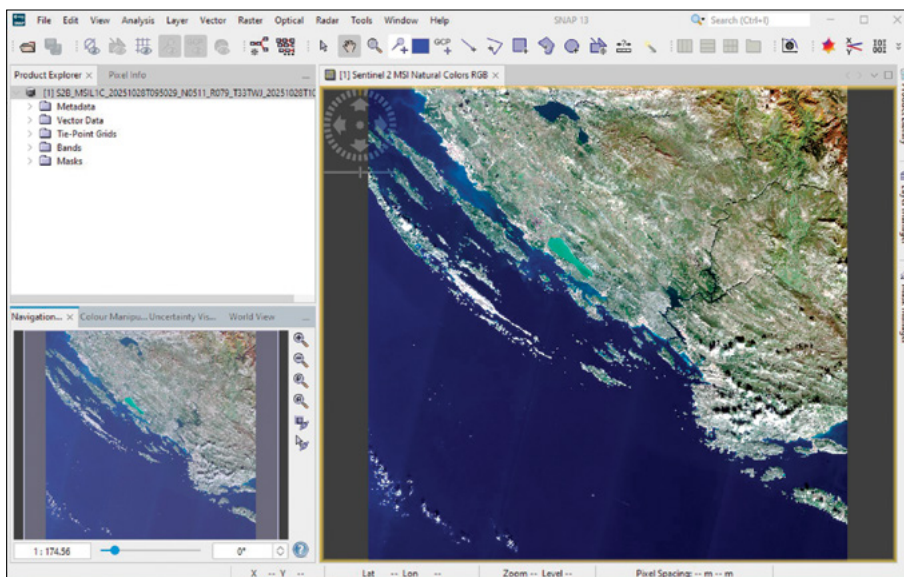 File Edit View Analysis Layer Vector Raster Optical Radar Tools Window Help SNAP 13 Search (Ctrl+I)
GCP
Product Explorer × Pixel Info
[1] Sentinel 2 MSI Natural Colors RGB ×
[1] S2B_MSIL1C_20251028T095029_N0511_R079_T33TWJ_20251028T10
Metadata
Vector Data
Tie-Point Grids
Bands
Masks
Navigation... × Colour Manipu... Uncertainty Vis... World View
1 : 174.56
0°
X -- Y -- Lat -- Lon -- Zoom -- Level -- Pixel Spacing: -- m -- m